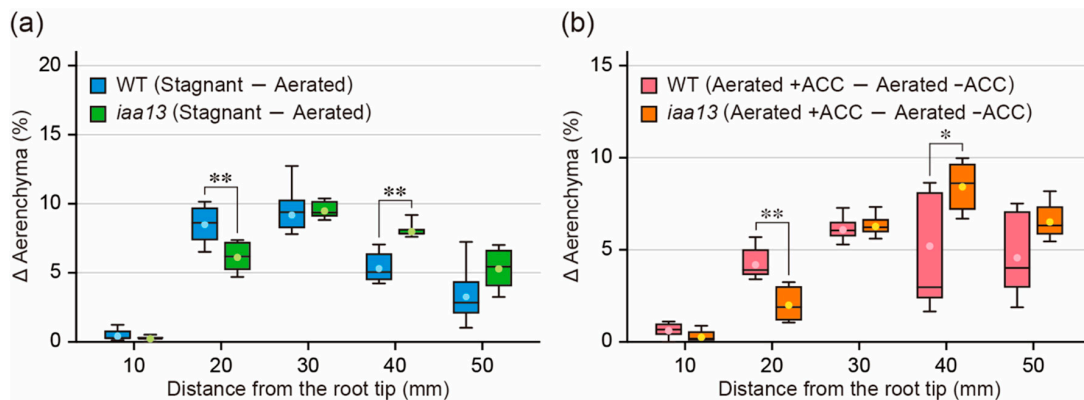 (a)
20
15
10
5
0
Δ Aerenchyma (%)
WT (Stagnant − Aerated)
iaa13 (Stagnant − Aerated)
**
**
10 20 30 40 50
Distance from the root tip (mm)
(b)
15
10
5
0
Δ Aerenchyma (%)
WT (Aerated +ACC − Aerated –ACC)
iaa13 (Aerated +ACC − Aerated –ACC)
*
**
10 20 30 40 50
Distance from the root tip (mm)